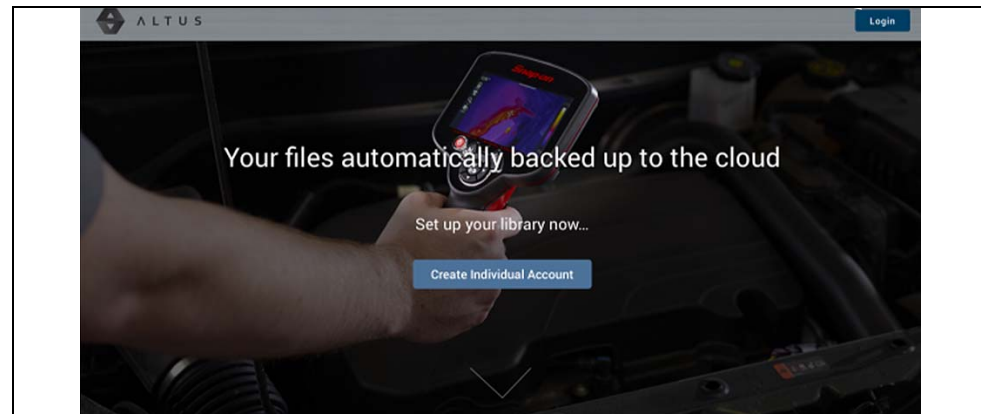 ALTUS
Login
Snap-on
Your files automatically backed up to the cloud
Set up your library now...
Create Individual Account